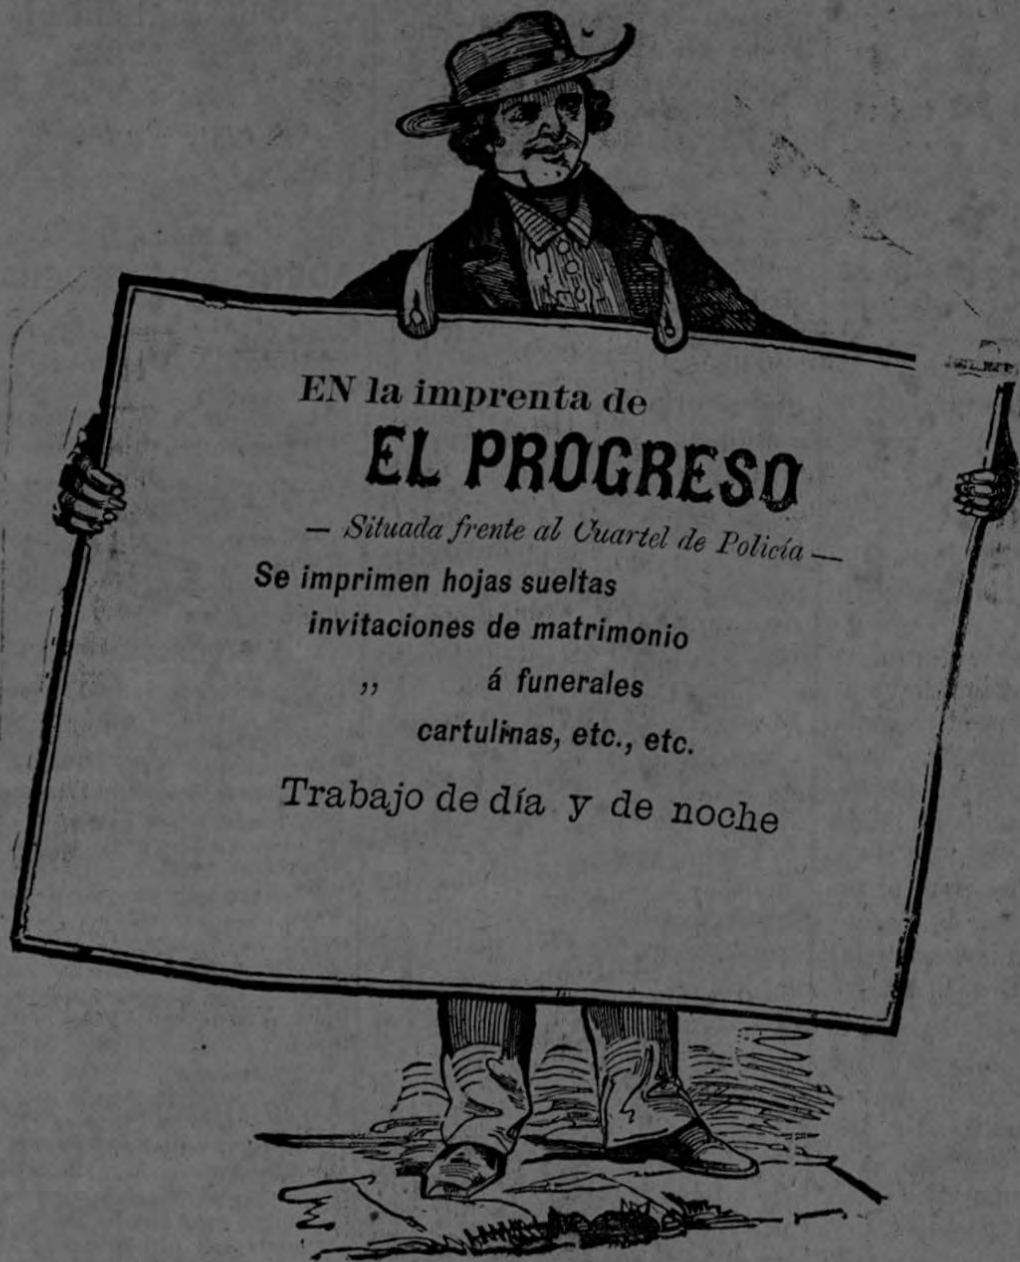 EN la imprenta de
EL PROGRESO
— Situada frente al Cuartel de Policía —
Se imprimen hojas sueltas
invitaciones de matrimonio
,, á funerales
cartulinas, etc., etc.
Trabajo de día y de noche